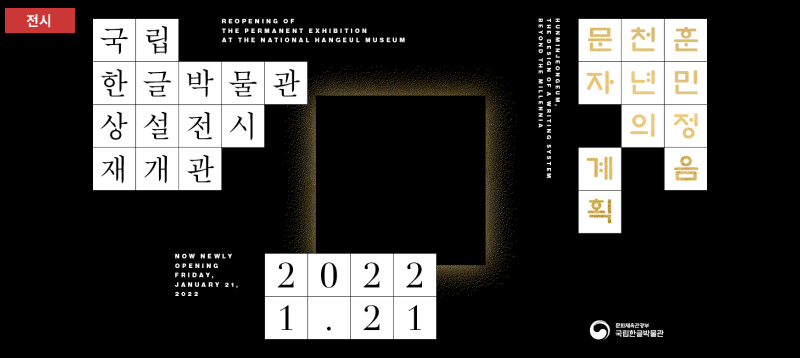 전시
국립
한글박물관
상설전시
재개관
REOPENING OF
THE PERMANENT EXHIBITION
AT THE NATIONAL HANGEUL MUSEUM
훈민정음
천년의
문자 계획
HUNMINJEONGEUM,
THE DESIGN OF A WRITING SYSTEM
BEYOND THE MILLENNIA
NOW NEWLY
OPENING
FRIDAY,
JANUARY 21,
2022
2022
1.21
문화체육관광부
국립한글박물관